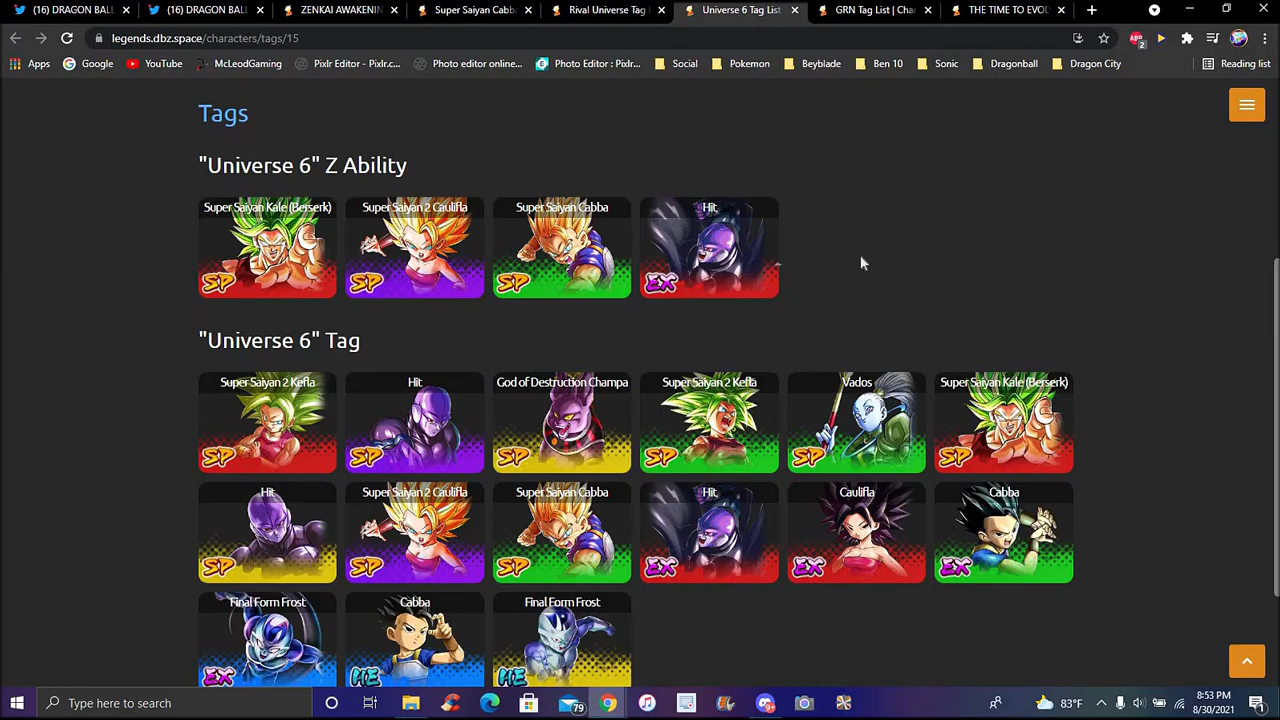 (16) DRAGON BALL
(16) DRAGON BALL
ZENKAI AWAKENIN
Super Saiyan Cabba
Rival Universe Tag
Universe 6 Tag List
GRN Tag List | Char
THE TIME TO EVOL
legends.dbz.space/characters/tags/15
ABP
2
Apps
Google
YouTube
McLeodGaming
Pixlr Editor - Pixlr.c...
Photo editor online...
Photo Editor : Pixlr...
Social
Pokemon
Beyblade
Ben 10
Sonic
Dragonball
Dragon City
Reading list
Tags
"Universe 6" Z Ability
Super Saiyan Kale (Berserk)
Super Saiyan 2 Caulifla
Super Saiyan Cabba
Hit
SP
SP
SP
EX
"Universe 6" Tag
Super Saiyan 2 Kefla
Hit
God of Destruction Champa
Super Saiyan 2 Kefla
Vados
Super Saiyan Kale (Berserk)
SP
SP
SP
SP
SP
SP
Hit
Super Saiyan 2 Caulifla
Super Saiyan Cabba
Hit
Caulifla
Cabba
SP
SP
SP
EX
EX
EX
Final Form Frost
Cabba
Final Form Frost
EX
HE
HE
Type here to search
79
83°F
8:53 PM
8/30/2021